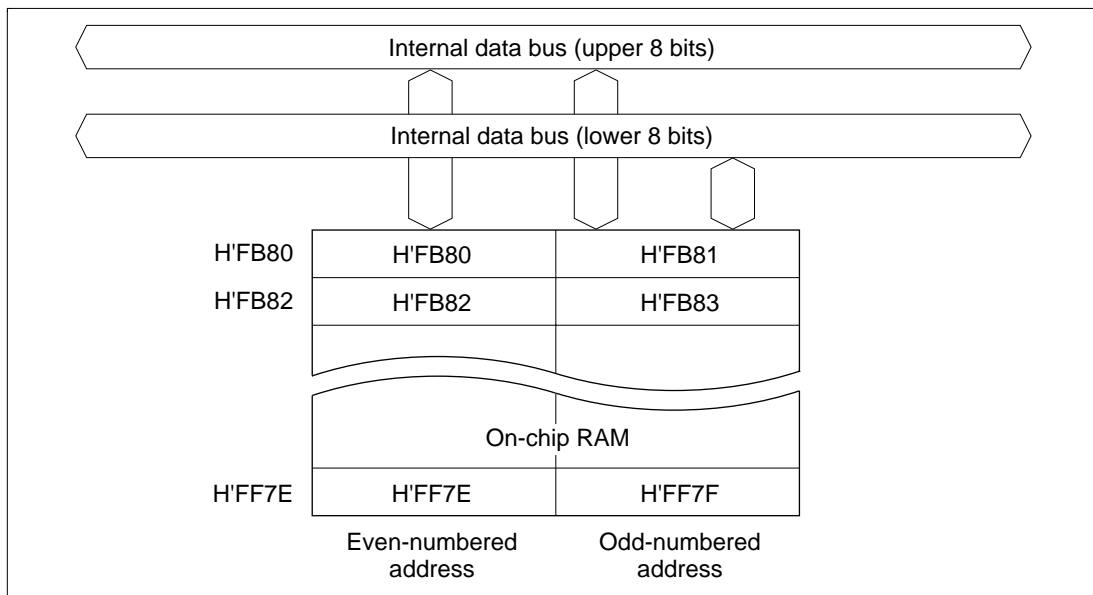 Internal data bus (upper 8 bits)
Internal data bus (lower 8 bits)
H'FB80 H'FB80 H'FB81
H'FB82 H'FB82 H'FB83
On-chip RAM
H'FF7E H'FF7E H'FF7F
Even-numbered address
Odd-numbered address